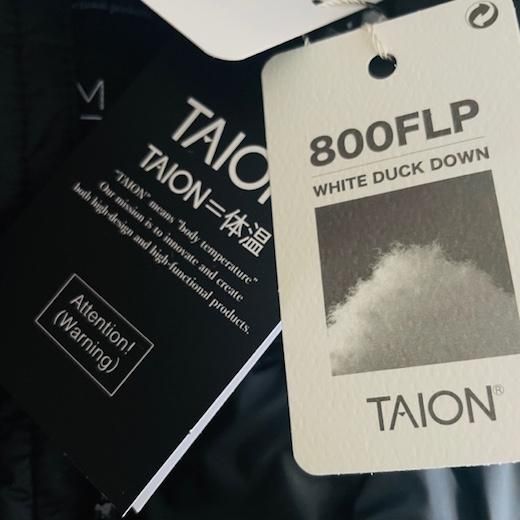 M
TAIO
TAION=体温
"TAION" means "body temperature"
Our mission is to innovate and create
both high-design and high-functional products.
Attention!
(Warning)
800FLP
WHITE DUCK DOWN
TAION®